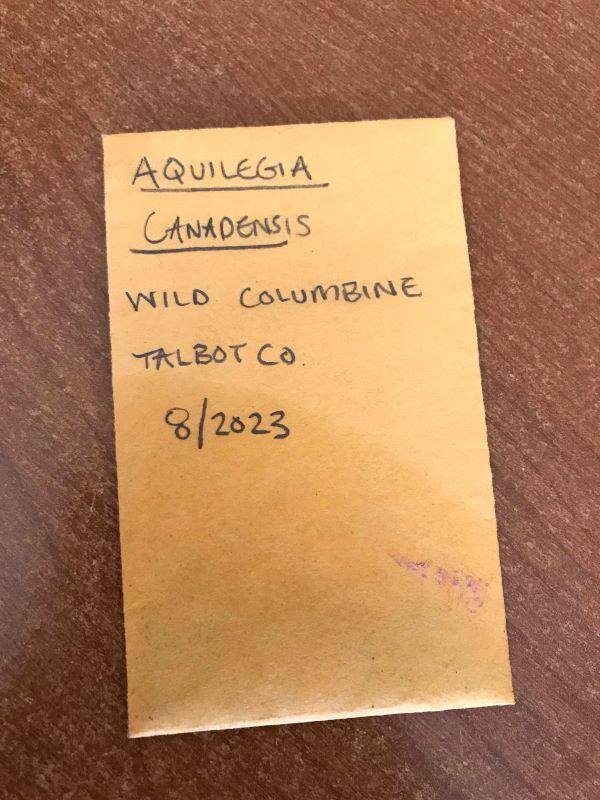 AQUILEGIA
CANADENSIS
WILD COLUMBINE
TALBOT CO.
8/2023